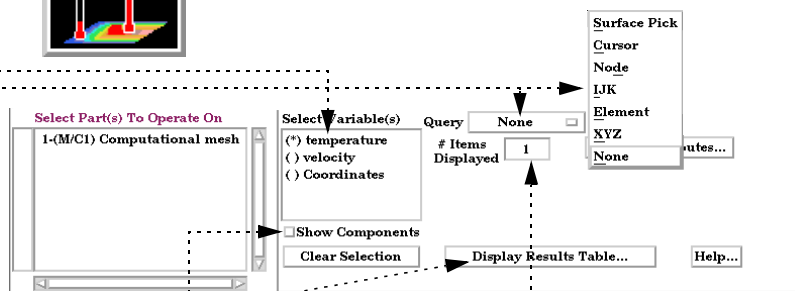 Surface Pick
Cursor
Node
IJK
Element
XYZ
None
Select Part(s) To Operate On
1-(M/C1) Computational mesh
Select Variable(s)
(*) temperature
( ) velocity
( ) Coordinates
Show Components
Clear Selection
Query None
# Items
Displayed 1
utes...
Display Results Table...
Help...